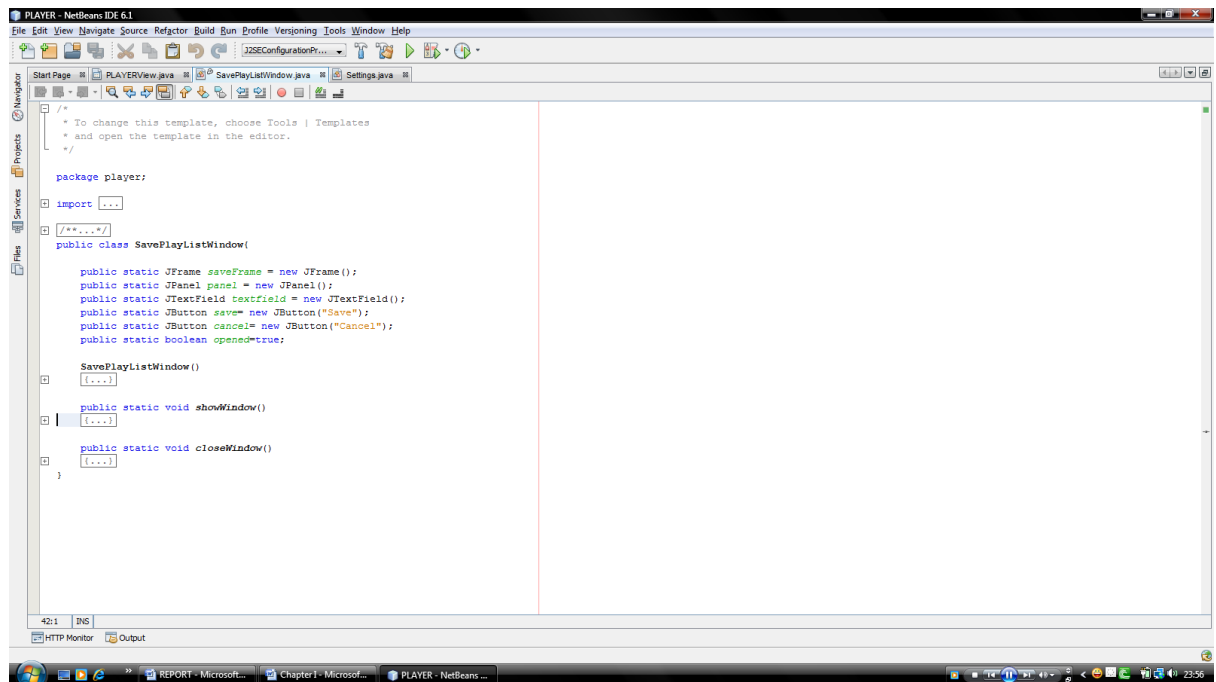 PLAYER - NetBeans IDE 6.1
File Edit View Navigate Source Refactor Build Run Profile Versioning Tools Window Help
J2SEConfigurationPr...
Start Page PLAYERView.java SavePlayListWindow.java Settings.java
Navigator
Projects
Services
Files
/*
* To change this template, choose Tools | Templates
* and open the template in the editor.
*/
package player;
import ...
/**...*/
public class SavePlayListWindow{
public static JFrame saveFrame = new JFrame();
public static JPanel panel = new JPanel();
public static JTextField textfield = new JTextField();
public static JButton save= new JButton("Save");
public static JButton cancel= new JButton("Cancel");
public static boolean opened=true;
SavePlayListWindow()
{...}
public static void showWindow()
{...}
public static void closeWindow()
{...}
}
42:1 INS
HTTP Monitor Output
REPORT - Microsoft... Chapter1 - Microsof... PLAYER - NetBeans ... 23:56